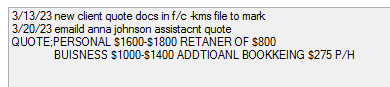 3/13/23 new client quote docs in f/c -kms file to mark
3/20/23 emaild anna johnson assistacnt quote
QUOTE;PERSONAL $1600-$1800 RETANER OF $800
BUISNESS $1000-$1400 ADDTIOANL BOOKKEING $275 P/H